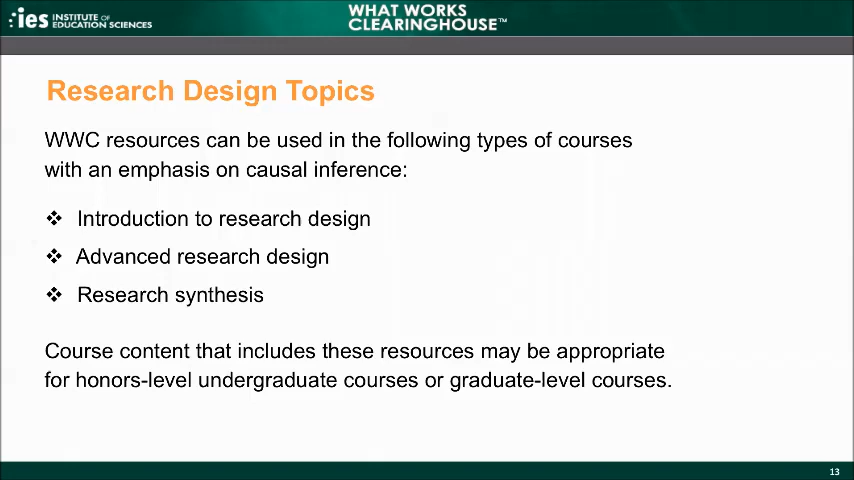 ies INSTITUTE OF
EDUCATION SCIENCES
WHAT WORKS
CLEARINGHOUSE™
Research Design Topics
WWC resources can be used in the following types of courses
with an emphasis on causal inference:
❖ Introduction to research design
❖ Advanced research design
❖ Research synthesis
Course content that includes these resources may be appropriate
for honors-level undergraduate courses or graduate-level courses.
13